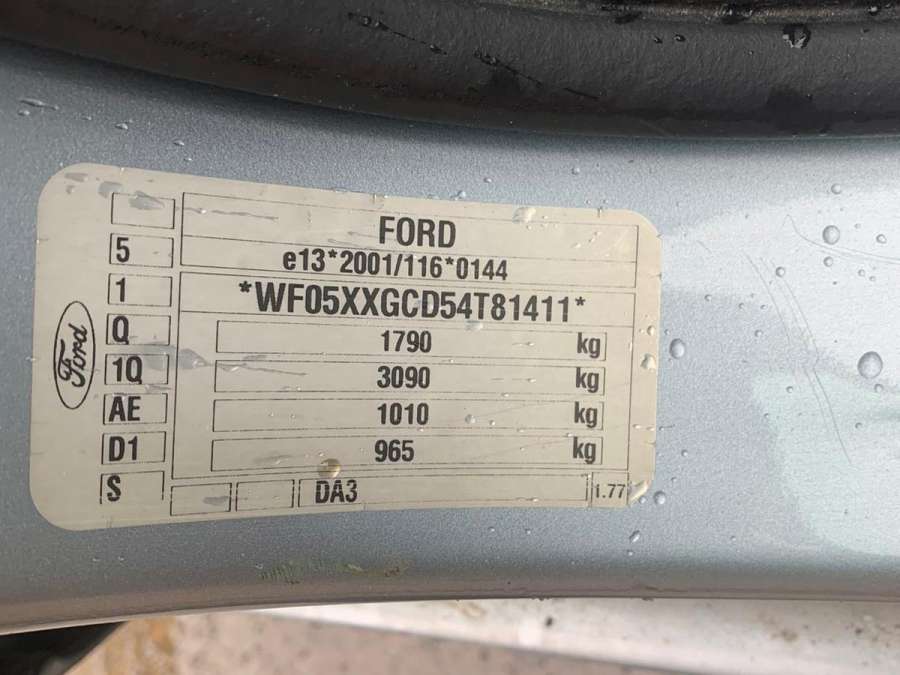 FORD
e13*2001/116*0144
*WF05XXGCD54T81411*
5
1
Q
1Q
AE
D1
S
Ford
1790 kg
3090 kg
1010 kg
965 kg
DA3
1.77